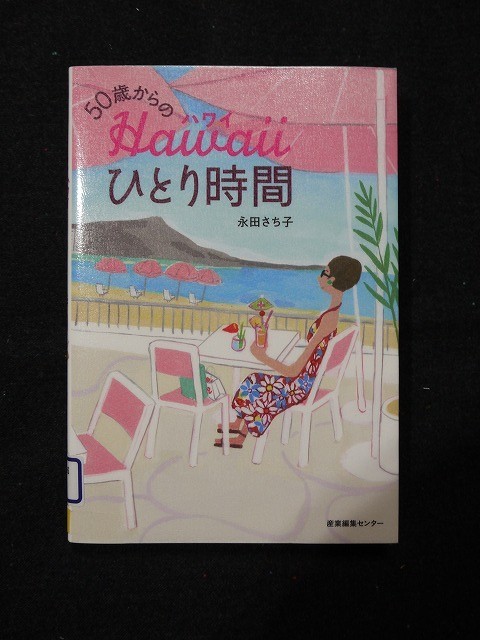 50歳からの
ハワイ
Hawaii
ひとり時間
永田さち子
産業編集センター